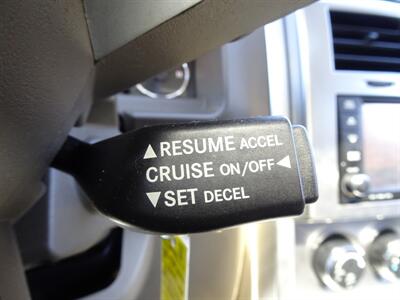 ▲RESUME ACCEL
CRUISE ON/OFF◀
▼SET DECEL